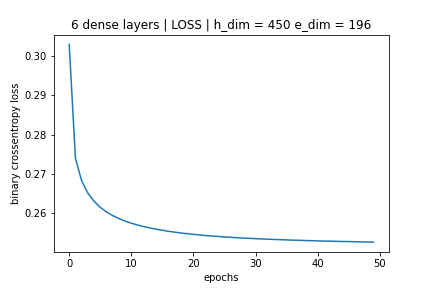 6 dense layers | LOSS | h_dim = 450 e_dim = 196
0.30
0.29
0.28
0.27
0.26
binary crossentropy loss
0 10 20 30 40 50
epochs